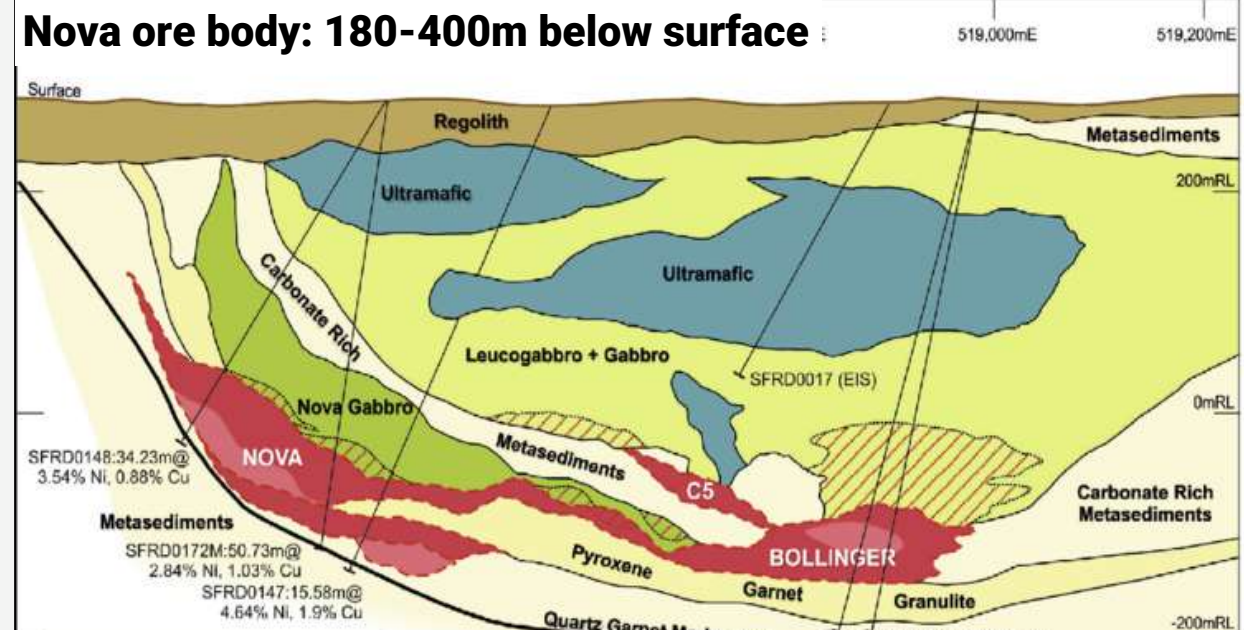 Nova ore body: 180-400m below surface
E
519,000mE
519,200mE
Surface
Regolith
Metasediments
Ultramafic
200mRL
Carbonate Rich
Ultramafic
Leucogabbro + Gabbro
SFRD0017 (EIS)
Nova Gabbro
0mRL
NOVA
Metasediments
C5
SFRD0148:34.23m@
3.54% Ni, 0.88% Cu
Carbonate Rich
Metasediments
Metasediments
BOLLINGER
SFRD0172M:50.73m@
2.84% Ni, 1.03% Cu
Pyroxene
Garnet
Granulite
SFRD0147:15.58m@
4.64% Ni, 1.9% Cu
Quartz Garnet
-200mRL